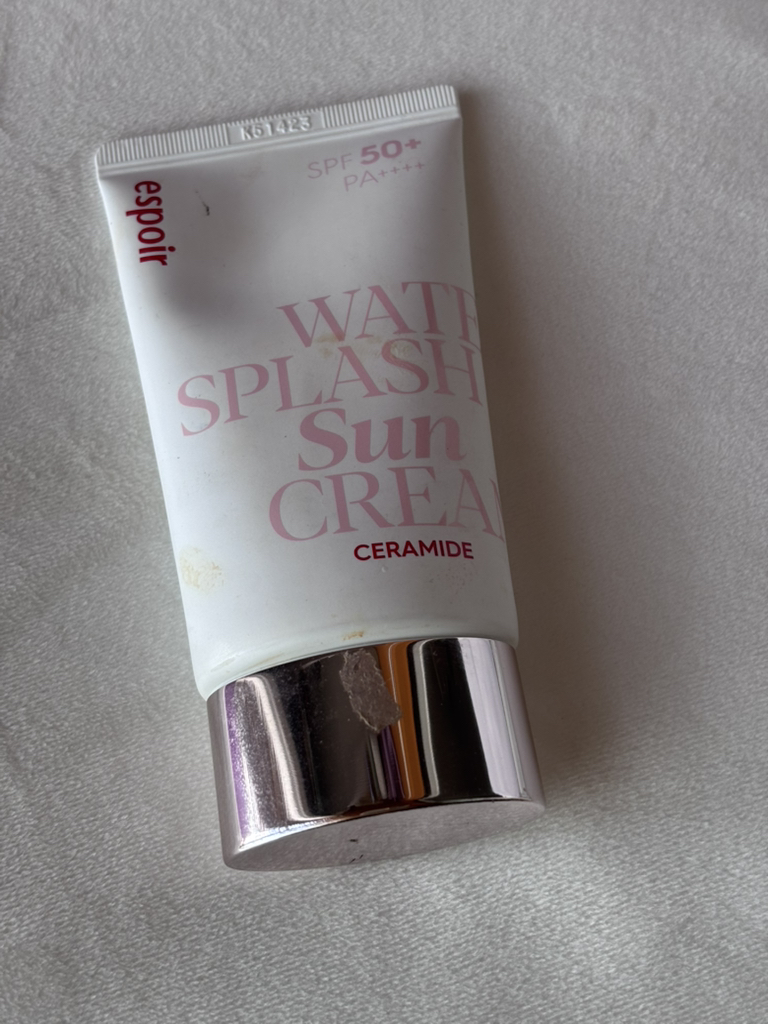 K51423
SPF 50+
PA++++
espoir
WATE
SPLASH
Sun
CREA
CERAMIDE